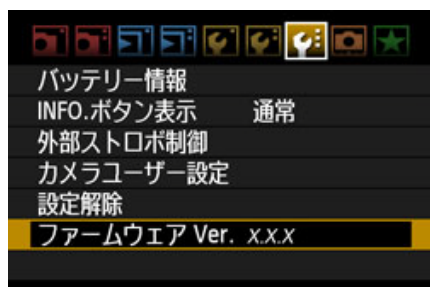 バッテリー情報
INFO.ボタン表示 通常
外部ストロボ制御
カメラユーザー設定
設定解除
ファームウェア Ver. X.X.X